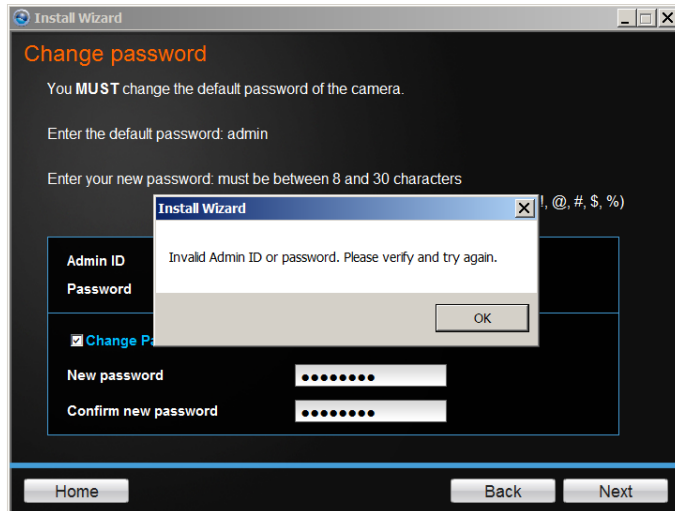 Install Wizard
Change password
You MUST change the default password of the camera.
Enter the default password: admin
Enter your new password: must be between 8 and 30 characters
!, @, #, $, %)
Install Wizard
Invalid Admin ID or password. Please verify and try again.
OK
Admin ID
Password
Change
New password
Confirm new password
Home
Back
Next